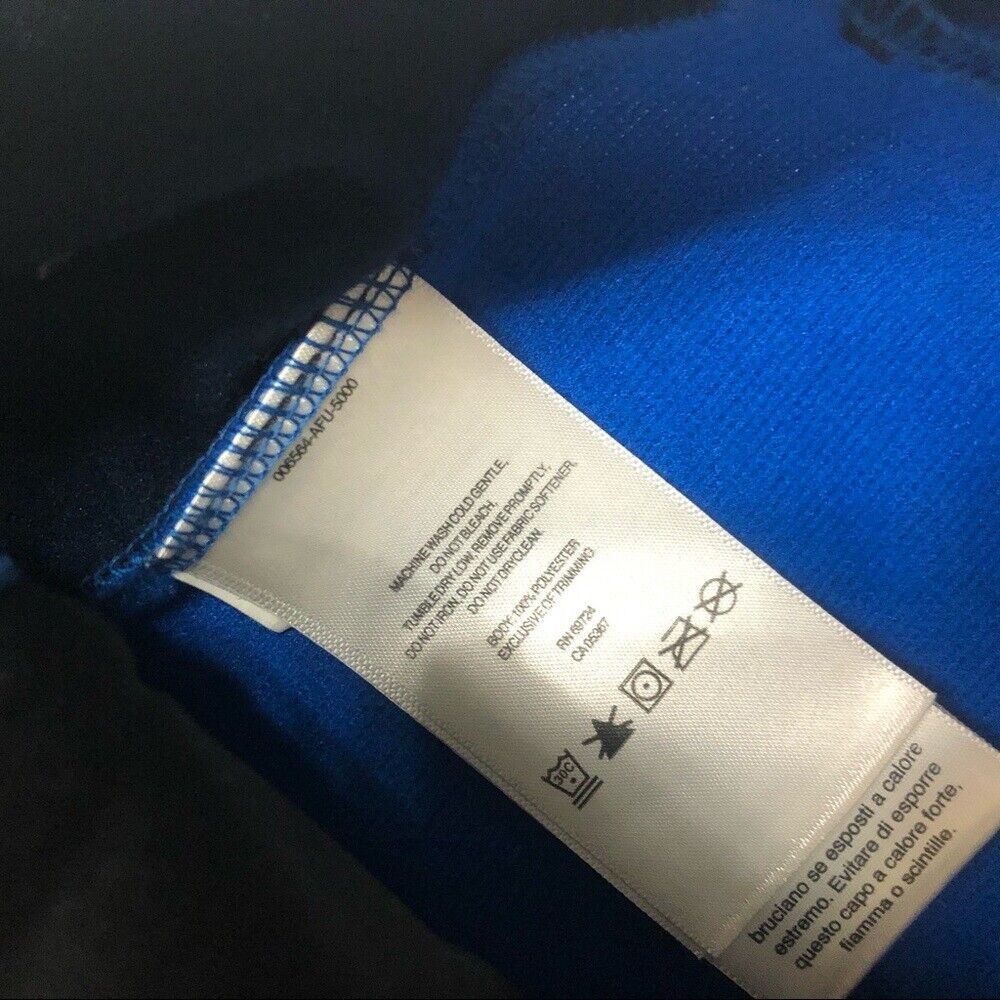 006564-AFU-5000
MACHINE WASH COLD GENTLE.
DO NOT BLEACH
TUMBLE DRY LOW. REMOVE PROMPTLY.
DO NOT IRON. DO NOT USE FABRIC SOFTENER.
DO NOT DRYCLEAN.
BODY: 100% POLYESTER
EXCLUSIVE OF TRIMMING
RN 69724
CA 05367
30C
bruciano se esposti a calore
estremo. Evitare di esporre
questo capo a calore forte,
fiamma o scintille.